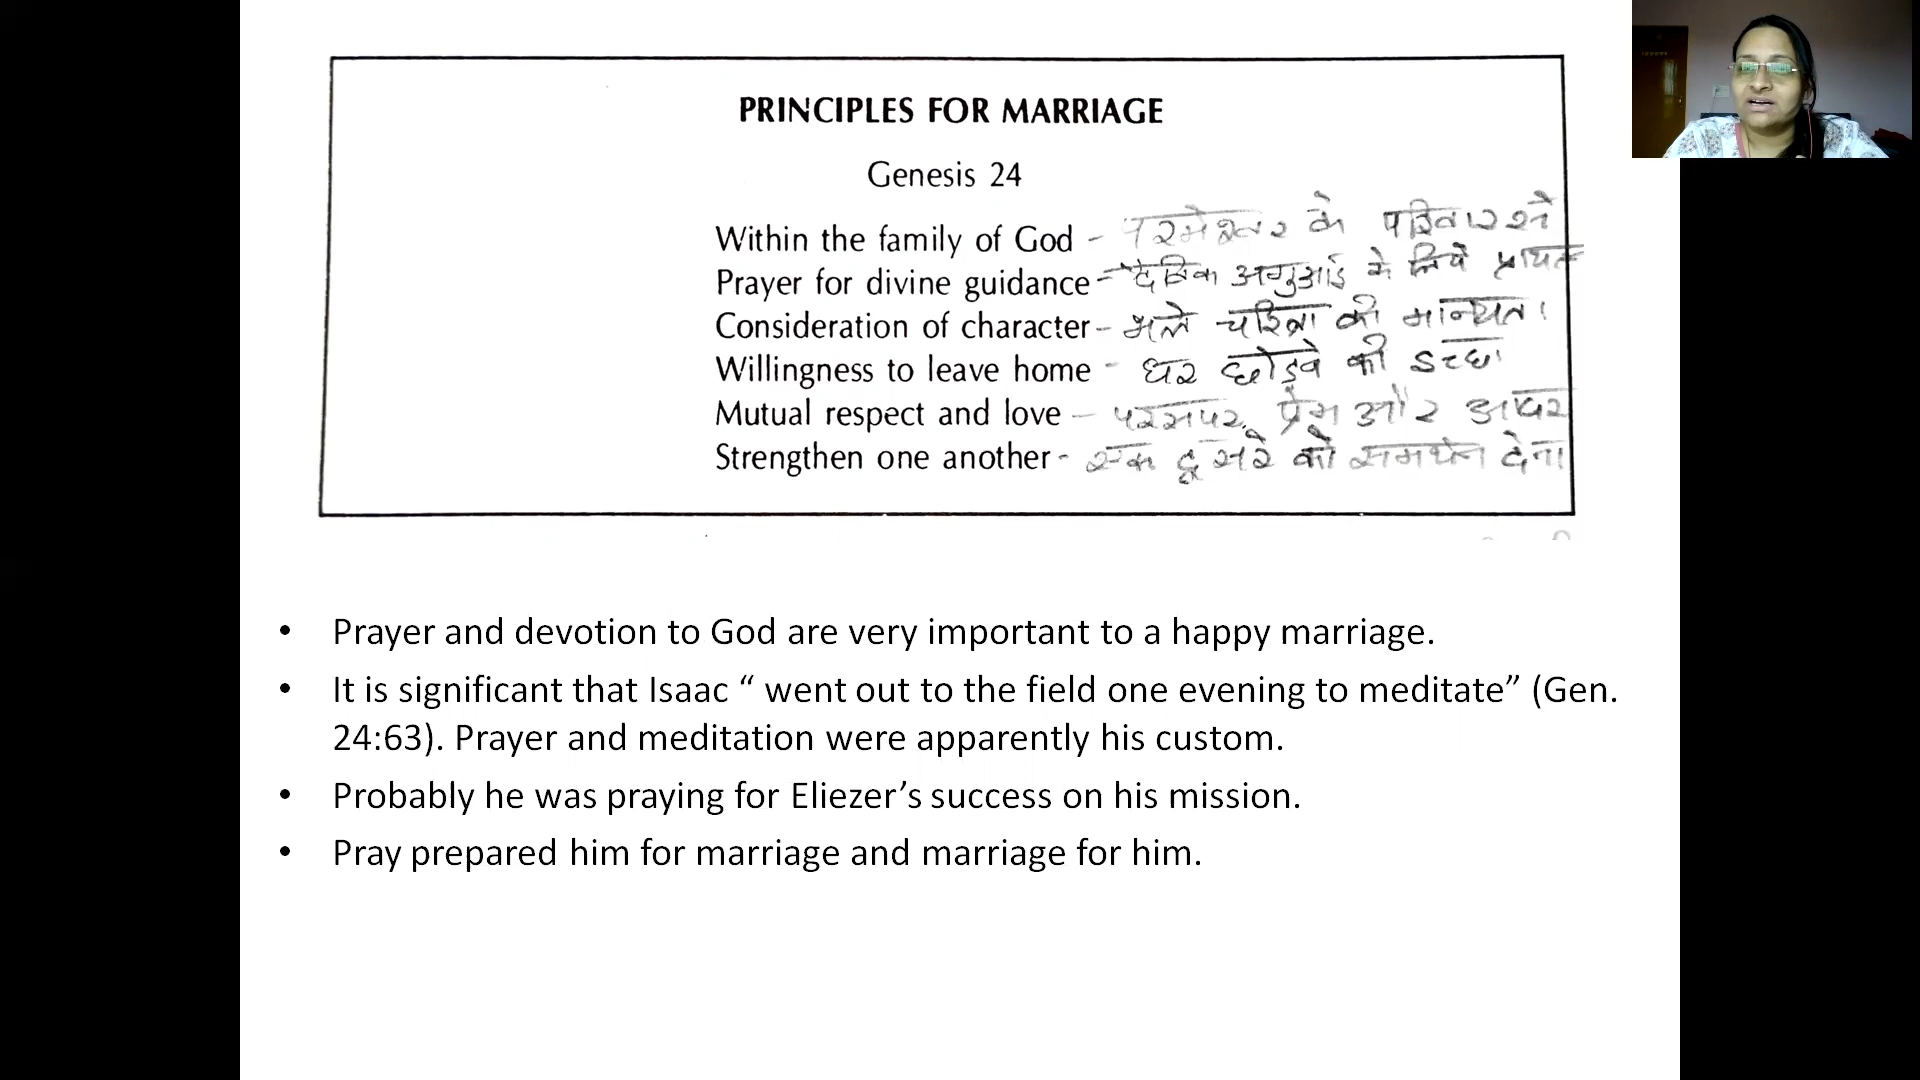 PRINCIPLES FOR MARRIAGE
Genesis 24
Within the family of God - परमेश्वर के परिवार से
Prayer for divine guidance - दैविक अगुआई के लिये प्रार्थना
Consideration of character - भले चरित्र की मान्यता
Willingness to leave home - घर छोडने की इच्छा
Mutual respect and love - परसपर प्रेम और आदर
Strengthen one another - एक दूसरे को समर्थन देना
• Prayer and devotion to God are very important to a happy marriage.
• It is significant that Isaac “ went out to the field one evening to meditate” (Gen.
24:63). Prayer and meditation were apparently his custom.
• Probably he was praying for Eliezer’s success on his mission.
• Pray prepared him for marriage and marriage for him.